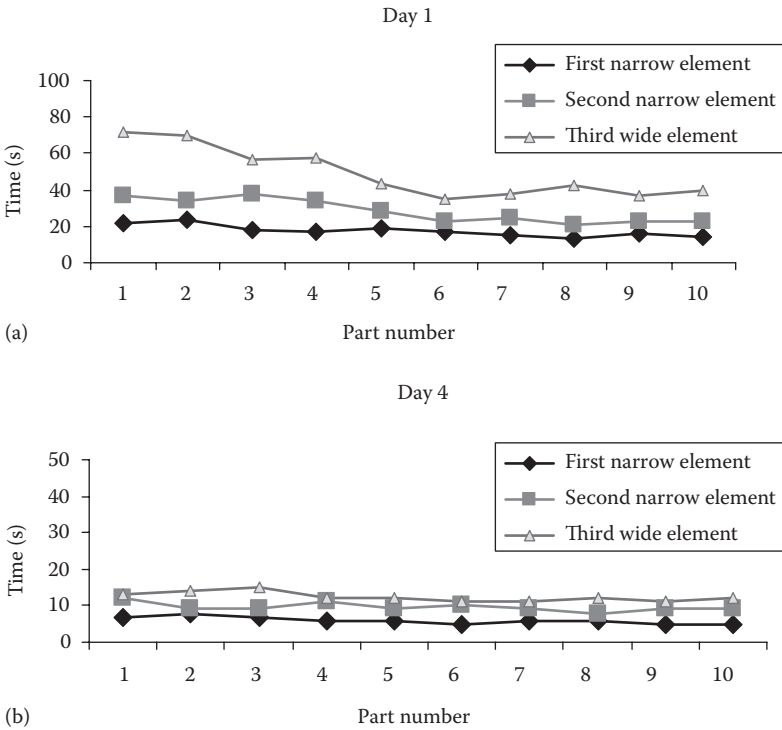 Day 1
First narrow element
Second narrow element
Third wide element
100
80
60
40
20
0
Time (s)
1 2 3 4 5 6 7 8 9 10
(a)
Part number
Day 4
First narrow element
Second narrow element
Third wide element
50
40
30
20
10
0
Time (s)
1 2 3 4 5 6 7 8 9 10
(b)
Part number